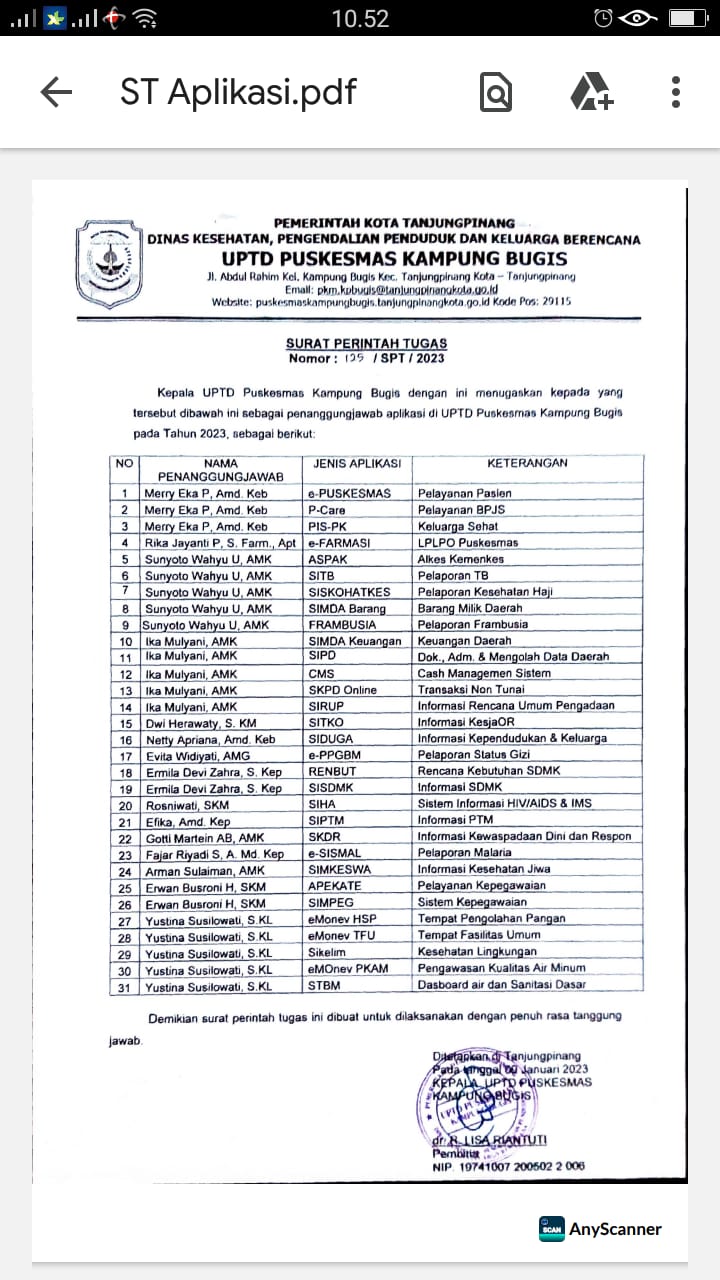 10.52
ST Aplikasi.pdf
PEMERINTAH KOTA TANJUNGPINANG
DINAS KESEHATAN, PENGENDALIAN PENDUDUK DAN KELUARGA BERENCANA
UPTD PUSKESMAS KAMPUNG BUGIS
Jl. Abdul Rahim Kel. Kampung Bugis Kec. Tanjungpinang Kota – Tanjungpinang
Email: pkm.kpbugis@tanjungpinangkota.go.id
Website: puskesmaskampungbugis.tanjungpinangkota.go.id Kode Pos: 29115
SURAT PERINTAH TUGAS
Nomor : 125 / SPT / 2023
Kepala UPTD Puskesmas Kampung Bugis dengan ini menugaskan kepada yang
tersebut dibawah ini sebagai penanggungjawab aplikasi di UPTD Puskesmas Kampung Bugis
pada Tahun 2023, sebagai berikut:
NO NAMA PENANGGUNGJAWAB JENIS APLIKASI KETERANGAN
1 Merry Eka P, Amd. Keb e-PUSKESMAS Pelayanan Pasien
2 Merry Eka P, Amd. Keb P-Care Pelayanan BPJS
3 Merry Eka P, Amd. Keb PIS-PK Keluarga Sehat
4 Rika Jayanti P, S. Farm., Apt e-FARMASI LPLPO Puskesmas
5 Sunyoto Wahyu U, AMK ASPAK Alkes Kemenkes
6 Sunyoto Wahyu U, AMK SITB Pelaporan TB
7 Sunyoto Wahyu U, AMK SISKOHATKES Pelaporan Kesehatan Haji
8 Sunyoto Wahyu U, AMK SIMDA Barang Barang Milik Daerah
9 Sunyoto Wahyu U, AMK FRAMBUSIA Pelaporan Frambusia
10 Ika Mulyani, AMK SIMDA Keuangan Keuangan Daerah
11 Ika Mulyani, AMK SIPD Dok., Adm. & Mengolah Data Daerah
12 Ika Mulyani, AMK CMS Cash Managemen Sistem
13 Ika Mulyani, AMK SKPD Online Transaksi Non Tunai
14 Ika Mulyani, AMK SIRUP Informasi Rencana Umum Pengadaan
15 Dwi Herawaty, S. KM SITKO Informasi KesjaOR
16 Netty Apriana, Amd. Keb SIDUGA Informasi Kependudukan & Keluarga
17 Evita Widiyati, AMG e-PPGBM Pelaporan Status Gizi
18 Ermila Devi Zahra, S. Kep RENBUT Rencana Kebutuhan SDMK
19 Ermila Devi Zahra, S. Kep SISDMK Informasi SDMK
20 Rosniwati, SKM SIHA Sistem Informasi HIV/AIDS & IMS
21 Efika, Amd. Kep SIPTM Informasi PTM
22 Gotti Martein AB, AMK SKDR Informasi Kewaspadaan Dini dan Respon
23 Fajar Riyadi S, A. Md. Kep e-SISMAL Pelaporan Malaria
24 Arman Sulaiman, AMK SIMKESWA Informasi Kesehatan Jiwa
25 Erwan Busroni H, SKM APEKATE Pelayanan Kepegawaian
26 Erwan Busroni H, SKM SIMPEG Sistem Kepegawaian
27 Yustina Susilowati, S.KL eMonev HSP Tempat Pengolahan Pangan
28 Yustina Susilowati, S.KL eMonev TFU Tempat Fasilitas Umum
29 Yustina Susilowati, S.KL Sikelim Kesehatan Lingkungan
30 Yustina Susilowati, S.KL eMOnev PKAM Pengawasan Kualitas Air Minum
31 Yustina Susilowati, S.KL STBM Dasboard air dan Sanitasi Dasar
Demikian surat perintah tugas ini dibuat untuk dilaksanakan dengan penuh rasa tanggung
jawab.
Ditetapkan di Tanjungpinang
Pada tanggal Januari 2023
KEPALA UPTD PUSKESMAS
KAMPUNG BUGIS
dr. R. LISA RIANTUTI
Pembina
NIP. 19741007 200502 2 006
SCAN AnyScanner